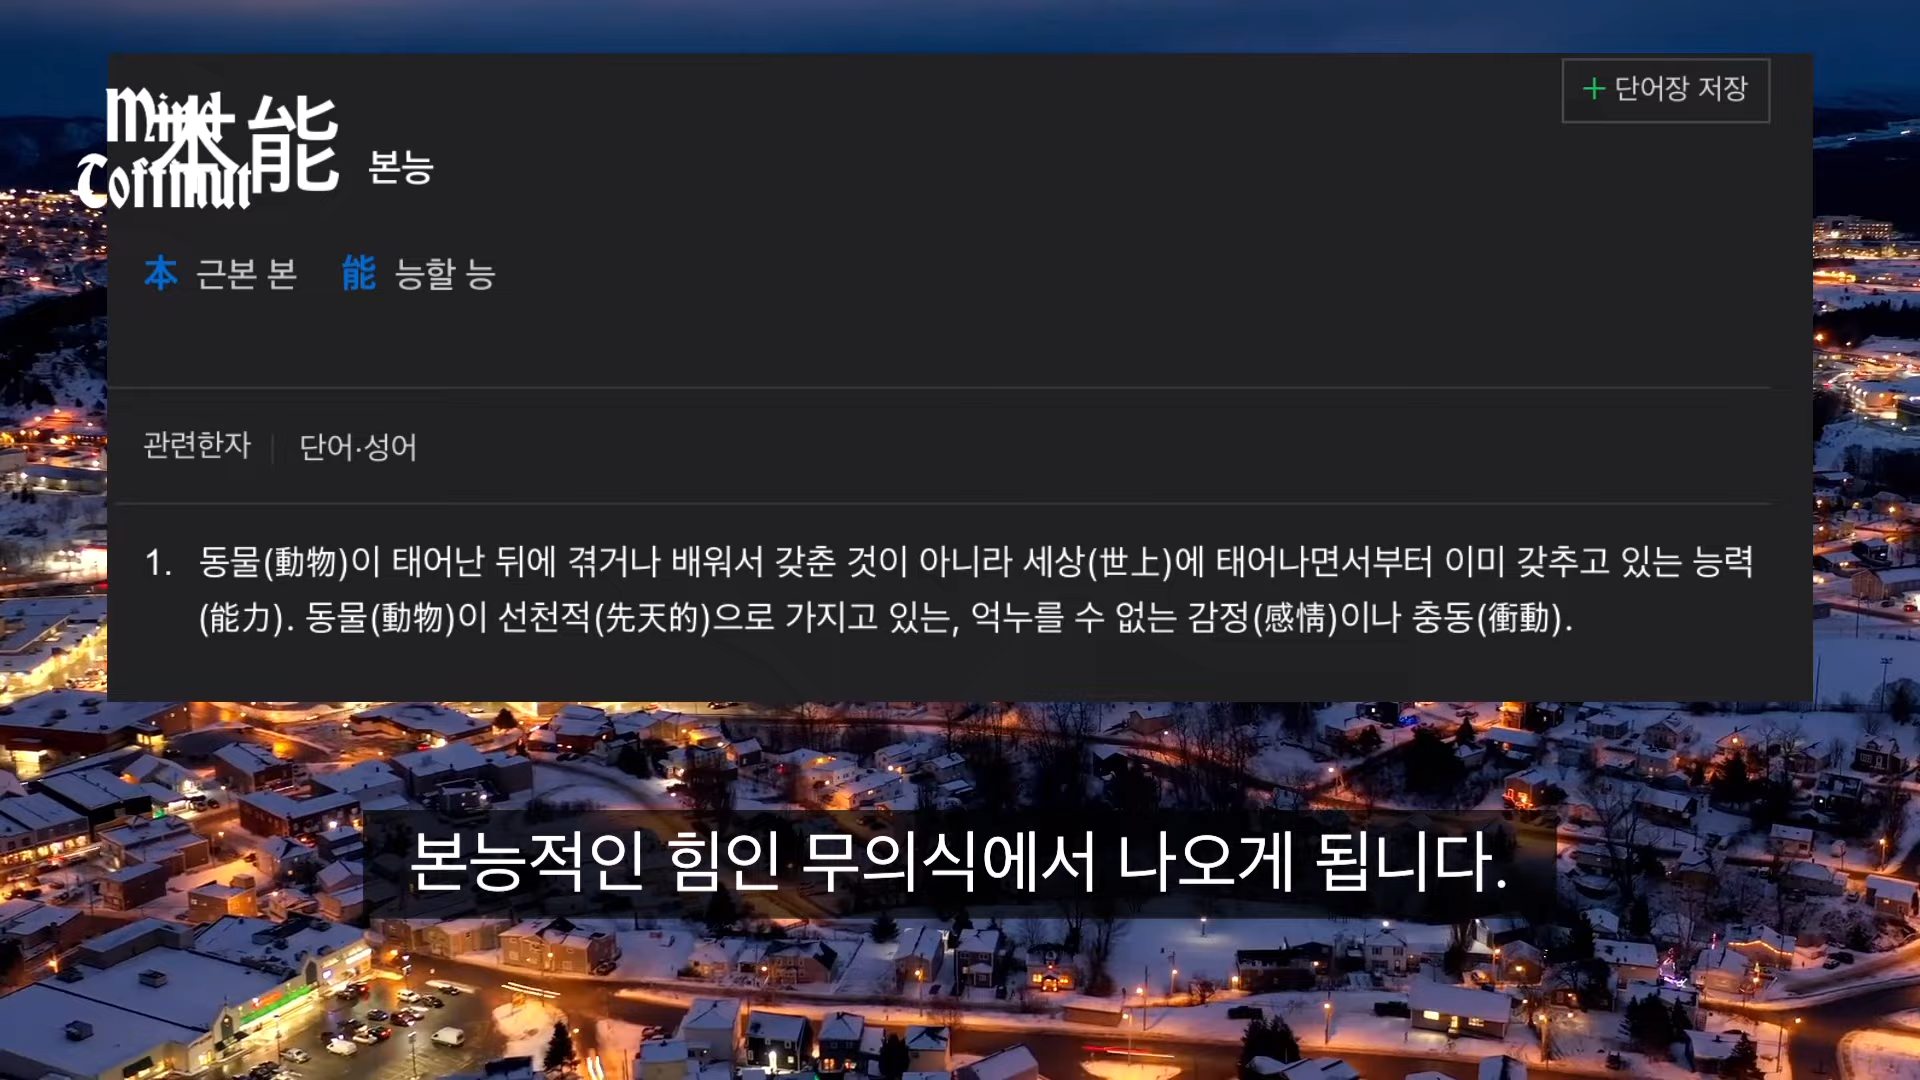 + 단어장 저장
Mind
本能 본능
Coffinnut
本 근본 본 能 능할 능
관련한자 | 단어·성어
1. 동물(動物)이 태어난 뒤에 겪거나 배워서 갖춘 것이 아니라 세상(世上)에 태어나면서부터 이미 갖추고 있는 능력
(能力). 동물(動物)이 선천적(先天的)으로 가지고 있는, 억누를 수 없는 감정(感情)이나 충동(衝動).
본능적인 힘인 무의식에서 나오게 됩니다.